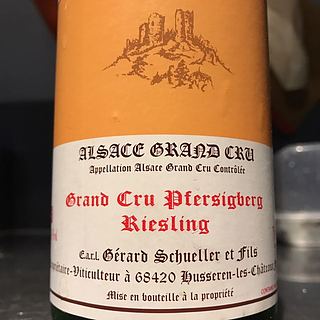 ALSACE GRAND CRU
Appellation Alsace Grand Cru Contrôlée
Grand Cru Pfersigberg
Riesling
E.a.r.l. Gérard Schueller et Fils
Propriétaire-Viticulteur à 68420 Husseren-les-Châteaux
Mise en bouteille à la propriété